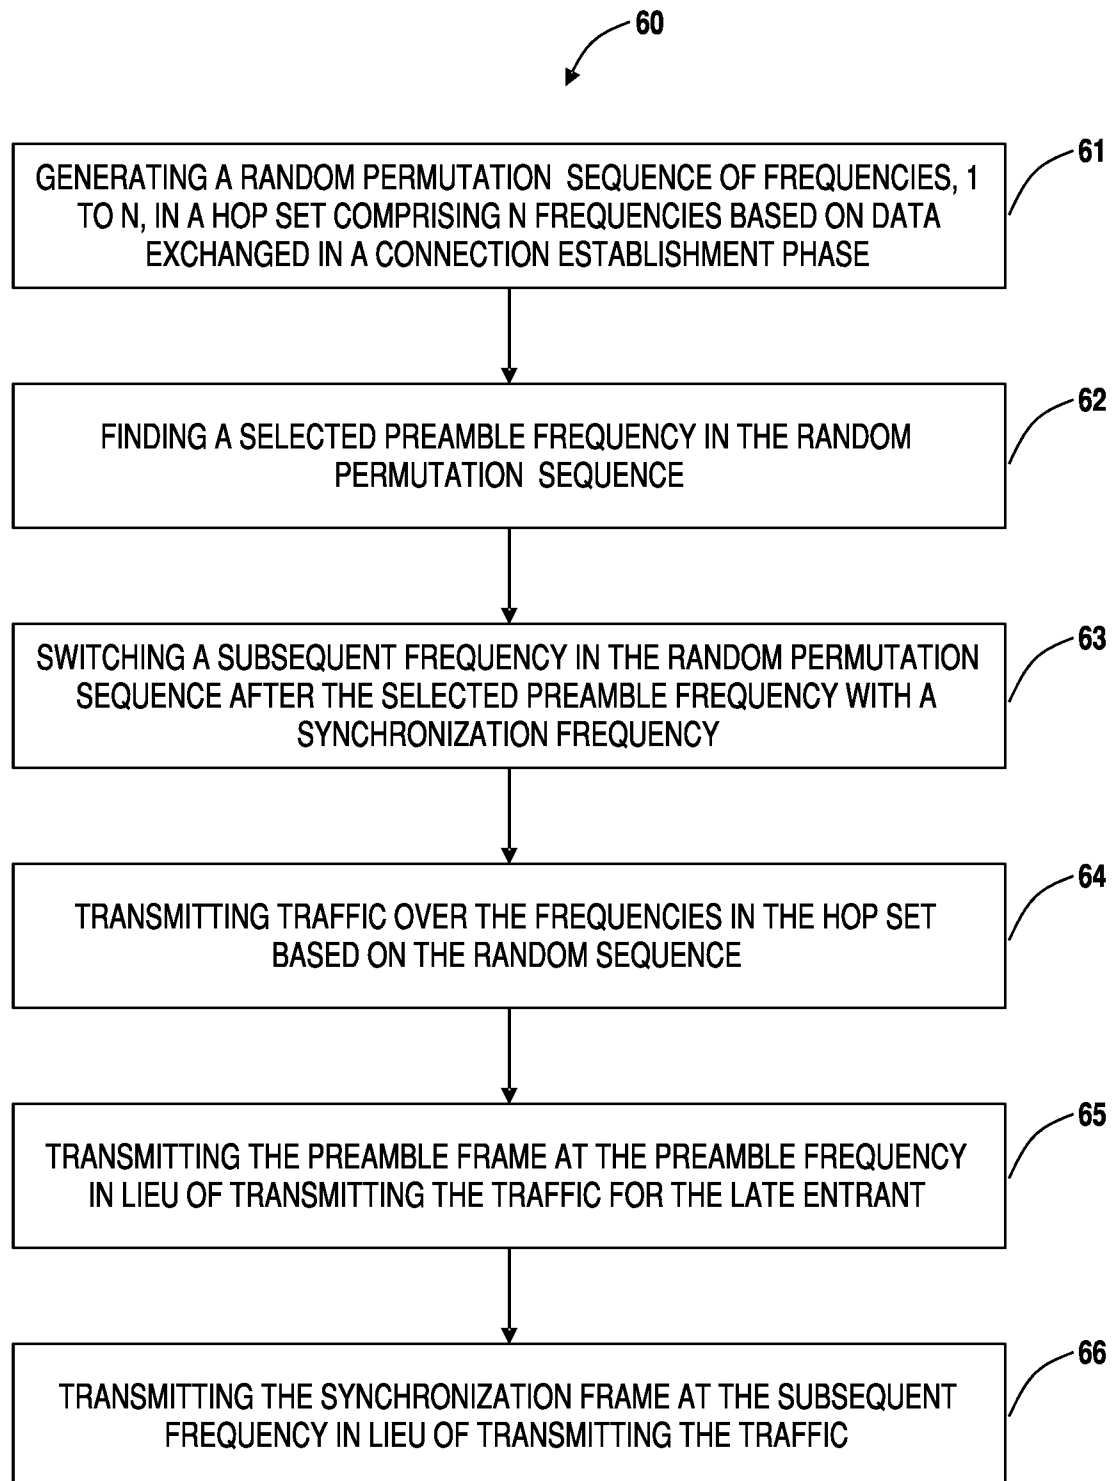 60
61
GENERATING A RANDOM PERMUTATION SEQUENCE OF FREQUENCIES, 1
TO N, IN A HOP SET COMPRISING N FREQUENCIES BASED ON DATA
EXCHANGED IN A CONNECTION ESTABLISHMENT PHASE
62
FINDING A SELECTED PREAMBLE FREQUENCY IN THE RANDOM
PERMUTATION SEQUENCE
63
SWITCHING A SUBSEQUENT FREQUENCY IN THE RANDOM PERMUTATION
SEQUENCE AFTER THE SELECTED PREAMBLE FREQUENCY WITH A
SYNCHRONIZATION FREQUENCY
64
TRANSMITTING TRAFFIC OVER THE FREQUENCIES IN THE HOP SET
BASED ON THE RANDOM SEQUENCE
65
TRANSMITTING THE PREAMBLE FRAME AT THE PREAMBLE FREQUENCY
IN LIEU OF TRANSMITTING THE TRAFFIC FOR THE LATE ENTRANT
66
TRANSMITTING THE SYNCHRONIZATION FRAME AT THE SUBSEQUENT
FREQUENCY IN LIEU OF TRANSMITTING THE TRAFFIC